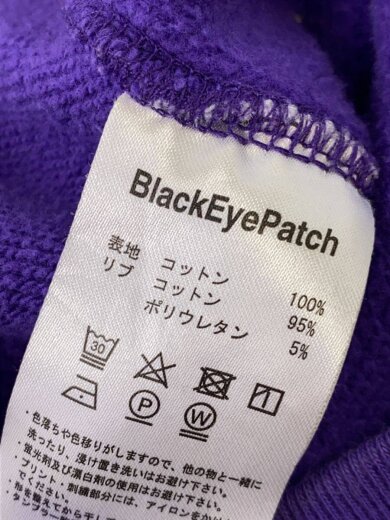 BlackEyePatch
表地 コットン 100%
リブ コットン 95%
ポリウレタン 5%
30
P W
・色落ちや色移りがしますので、他の物と一緒に
洗ったり、浸け置き洗いはお避け下さい。
・蛍光剤及び漂白剤の使用はお避け下さい。
・プリント・刺繍部分には、アイロンを